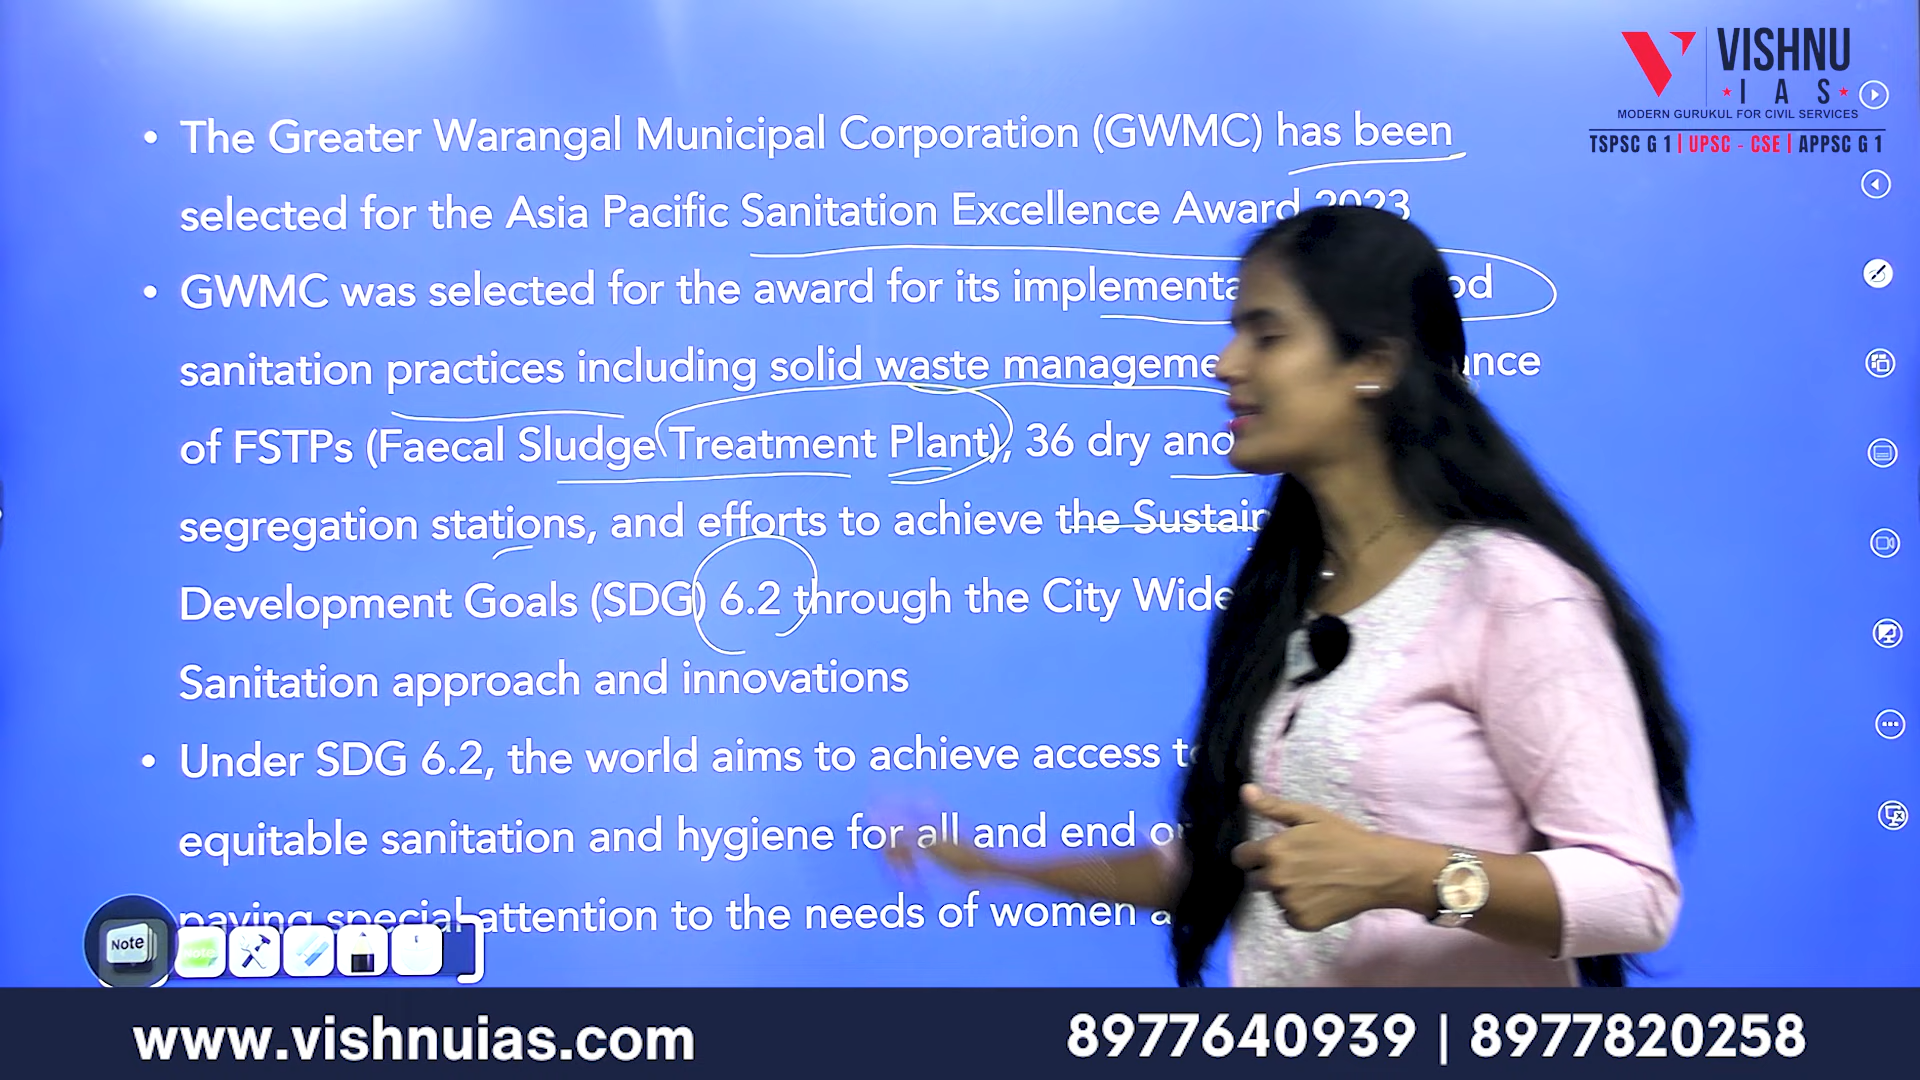 VISHNU
IAS
MODERN GURUKUL FOR CIVIL SERVICES
TSPSC G 1 | UPSC - CSE | APPSC G 1
• The Greater Warangal Municipal Corporation (GWMC) has been
selected for the Asia Pacific Sanitation Excellence Award 2023
• GWMC was selected for the award for its
sanitation practices including solid waste
of FSTPs (Faecal Sludge Treatment Plant), 36 dry and
segregation stations, and efforts to achieve the
Development Goals (SDG) 6.2 through the City Wide
Sanitation approach and innovations
• Under SDG 6.2, the world aims to achieve access
equitable sanitation and hygiene for all and end
paying special attention to the needs of women
Note
www.vishnuias.com
8977640939 | 8977820258